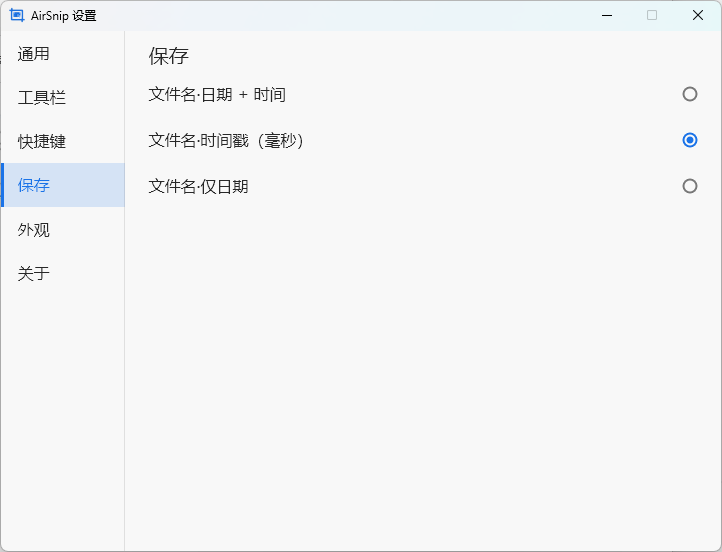 AirSnip 设置
通用
工具栏
快捷键
保存
外观
关于
保存
文件名·日期 + 时间
文件名·时间戳（毫秒）
文件名·仅日期